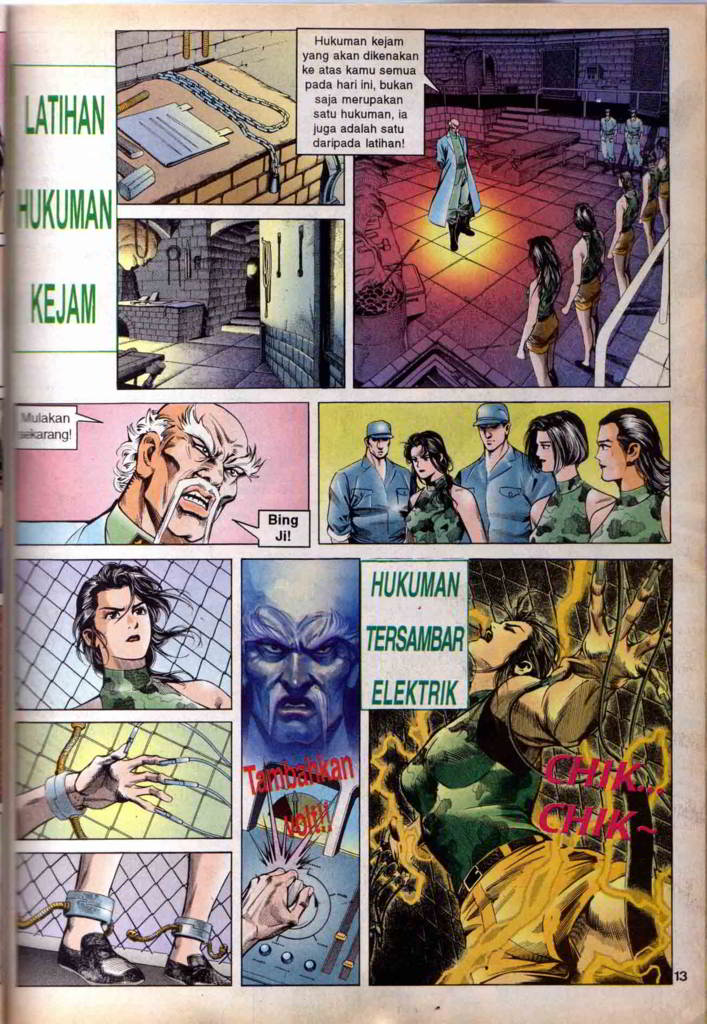 LATIHAN
HUKUMAN
KEJAM
Hukuman kejam
yang akan dikenakan
ke atas kamu semua
pada hari ini, bukan
saja merupakan
satu hukuman, ia
juga adalah satu
daripada latihan!
Mulakan
sekarang!
Bing
Ji!
Tambahkan
volt!!
HUKUMAN
TERSAMBAR
ELEKTRIK
CHIK...
CHIK~
13